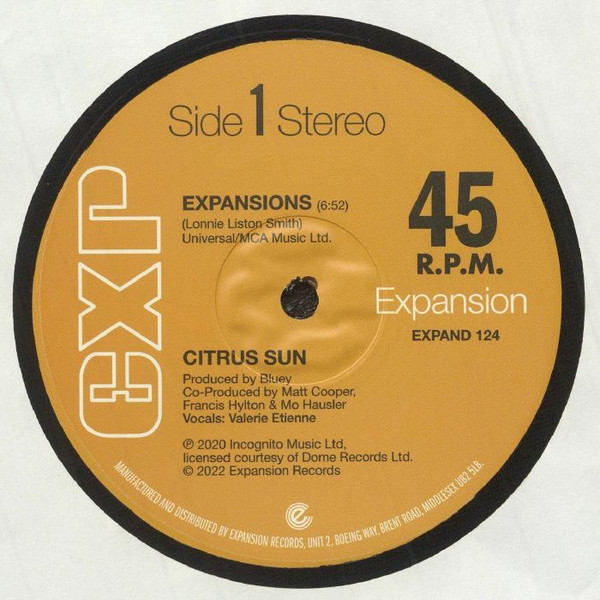 Side 1 Stereo
EXP
EXPANSIONS (6:52)
(Lonnie Liston Smith)
Universal/MCA Music Ltd.
45
R.P.M.
Expansion
EXPAND 124
CITRUS SUN
Produced by Bluey
Co-Produced by Matt Cooper,
Francis Hylton & Mo Hausler
Vocals: Valerie Etienne
℗ 2020 Incognito Music Ltd,
licensed courtesy of Dome Records Ltd.
© 2022 Expansion Records
e
MANUFACTURED AND DISTRIBUTED BY EXPANSION RECORDS, UNIT 2, BOEING WAY, BRENT ROAD, MIDDLESEX, UB2 5LB.